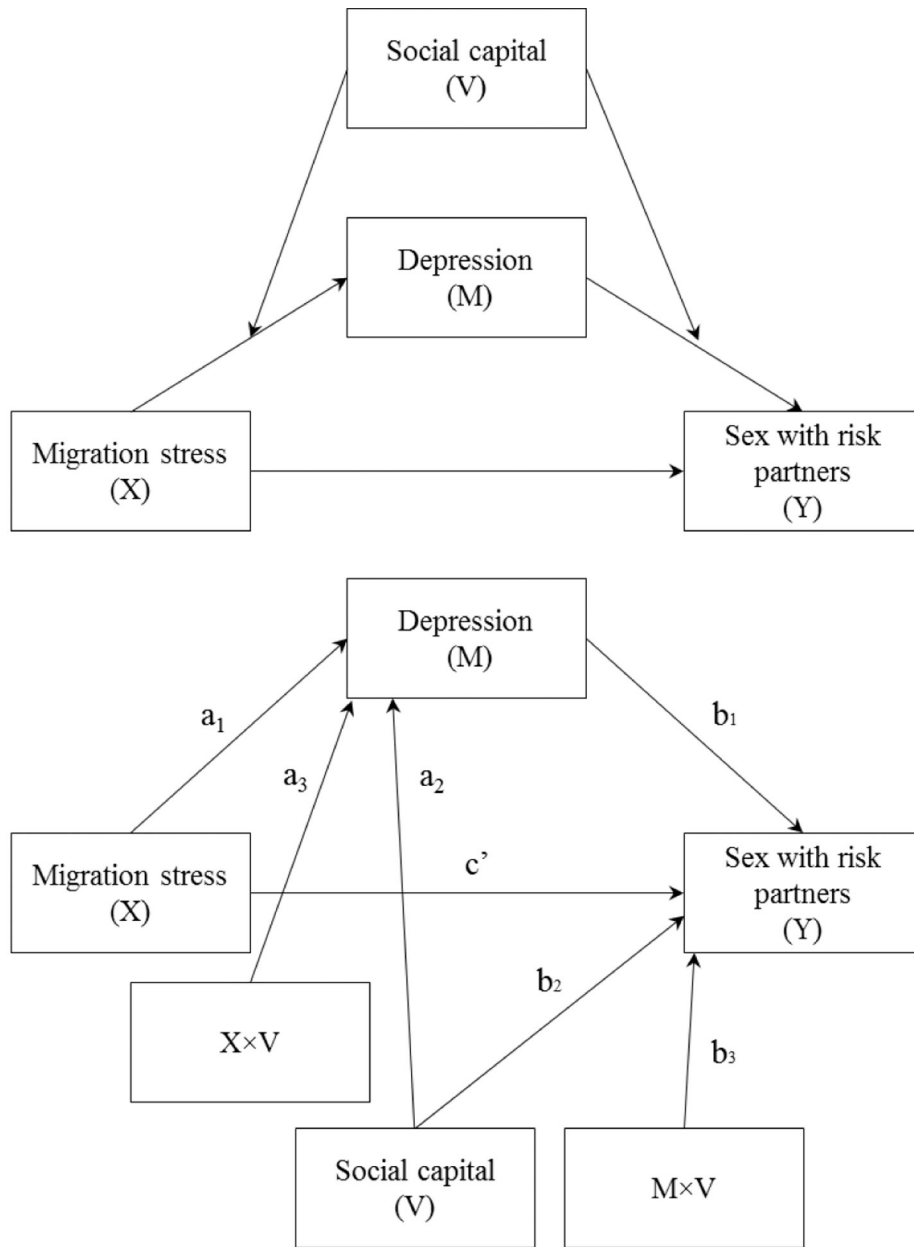 Social capital
(V)
Depression
(M)
Migration stress
(X)
Sex with risk
partners
(Y)
Depression
(M)
a₁
b₁
a₃
a₂
Migration stress
(X)
c’
Sex with risk
partners
(Y)
b₂
X×V
b₃
Social capital
(V)
M×V